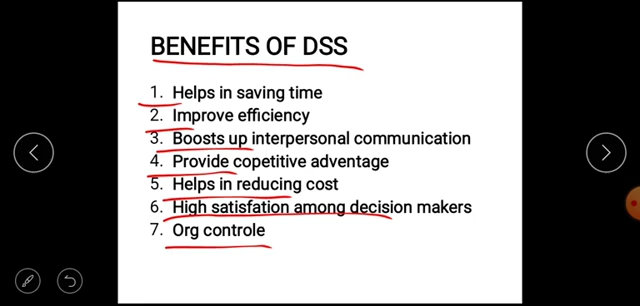 BENEFITS OF DSS
1. Helps in saving time
2. Improve efficiency
3. Boosts up interpersonal communication
4. Provide copetitive adventage
5. Helps in reducing cost
6. High satisfation among decision makers
7. Org controle